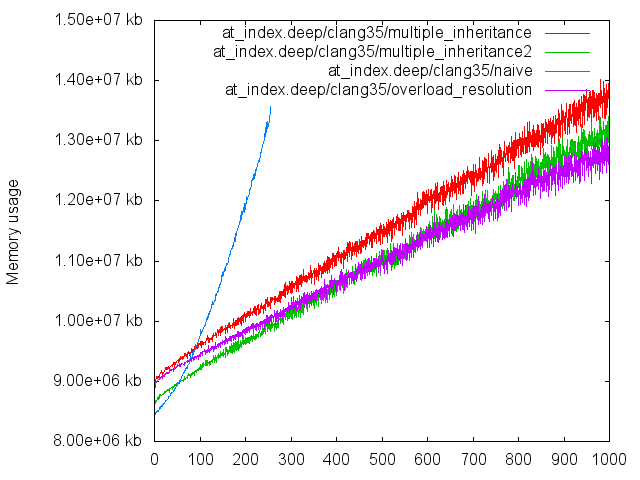 1.50e+07 kb
1.40e+07 kb
1.30e+07 kb
1.20e+07 kb
1.10e+07 kb
1.00e+07 kb
9.00e+06 kb
8.00e+06 kb
Memory usage
at_index.deep/clang35/multiple_inheritance
at_index.deep/clang35/multiple_inheritance2
at_index.deep/clang35/naive
at_index.deep/clang35/overload_resolution
0 100 200 300 400 500 600 700 800 900 1000